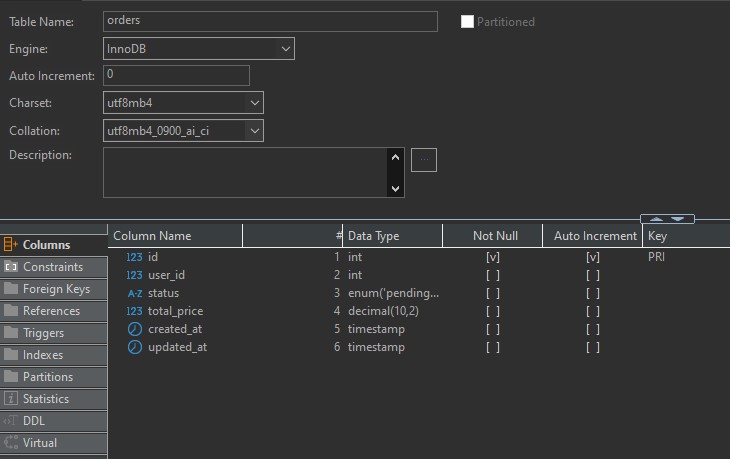 Table Name: orders Partitioned
Engine: InnoDB
Auto Increment: 0
Charset: utf8mb4
Collation: utf8mb4_0900_ai_ci
Description: ...
Columns
Constraints
Foreign Keys
References
Triggers
Indexes
Partitions
Statistics
DDL
Virtual
Column Name # Data Type Not Null Auto Increment Key
123 id 1 int [v] [v] PRI
123 user_id 2 int [ ] [ ]
A-Z status 3 enum('pending... [ ] [ ]
123 total_price 4 decimal(10,2) [ ] [ ]
created_at 5 timestamp [ ] [ ]
updated_at 6 timestamp [ ] [ ]